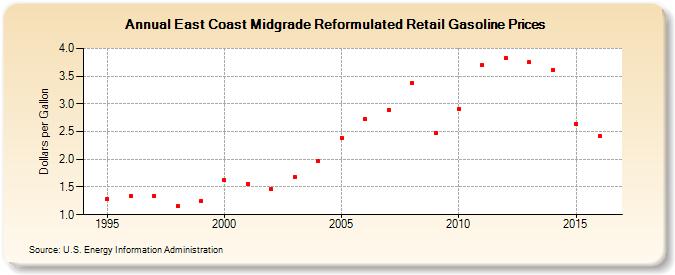 Annual East Coast Midgrade Reformulated Retail Gasoline Prices
Dollars per Gallon
4.0
3.5
3.0
2.5
2.0
1.5
1.0
1995 2000 2005 2010 2015
Source: U.S. Energy Information Administration